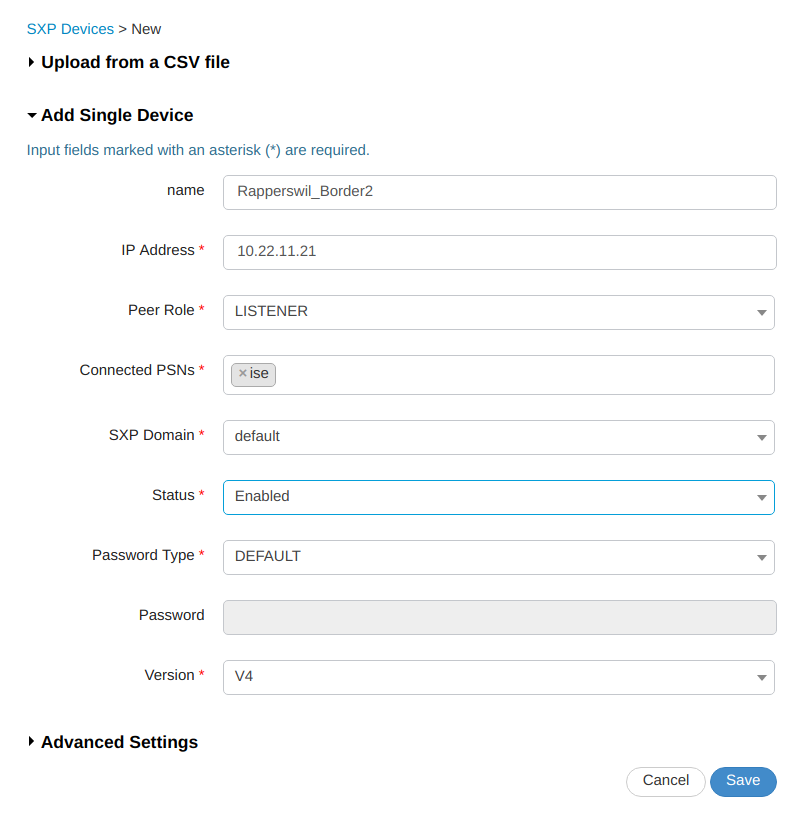 SXP Devices > New
Upload from a CSV file
Add Single Device
Input fields marked with an asterisk (*) are required.
name Rapperswil_Border2
IP Address * 10.22.11.21
Peer Role * LISTENER
Connected PSNs * ×ise
SXP Domain * default
Status * Enabled
Password Type * DEFAULT
Password
Version * V4
Advanced Settings
Cancel Save